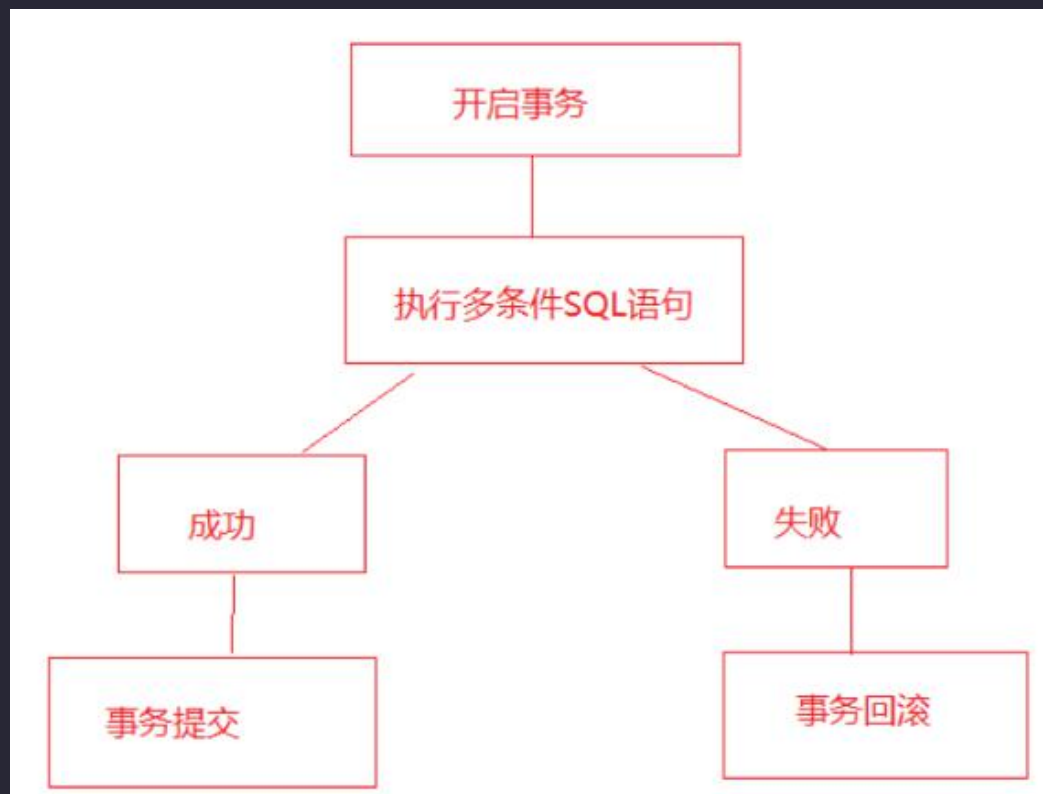 开启事务
执行多条件SQL语句
成功
失败
事务提交
事务回滚